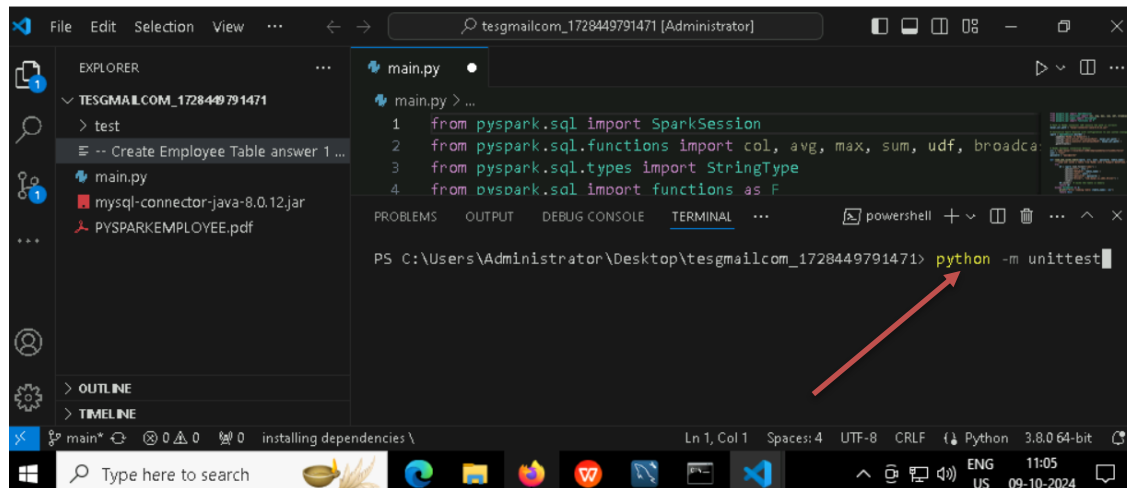 File Edit Selection View ... tesgmailcom_1728449791471 [Administrator]
EXPLORER ...
TESGMAILCOM_1728449791471
test
-- Create Employee Table answer 1 ...
main.py
mysql-connector-java-8.0.12.jar
PYSPARKEMPLOYEE.pdf
OUTLINE
TIMELINE
main.py
main.py > ...
1 from pyspark.sql import SparkSession
2 from pyspark.sql.functions import col, avg, max, sum, udf, broadca
3 from pyspark.sql.types import StringType
4 from pyspark.sql import functions as F
PROBLEMS OUTPUT DEBUG CONSOLE TERMINAL ... powershell
PS C:\Users\Administrator\Desktop\tesgmailcom_1728449791471> python -m unittest
1
1
main* 0 0 0 installing dependencies \ Ln 1, Col 1 Spaces: 4 UTF-8 CRLF Python 3.8.0 64-bit
Type here to search ENG 11:05
US 09-10-2024